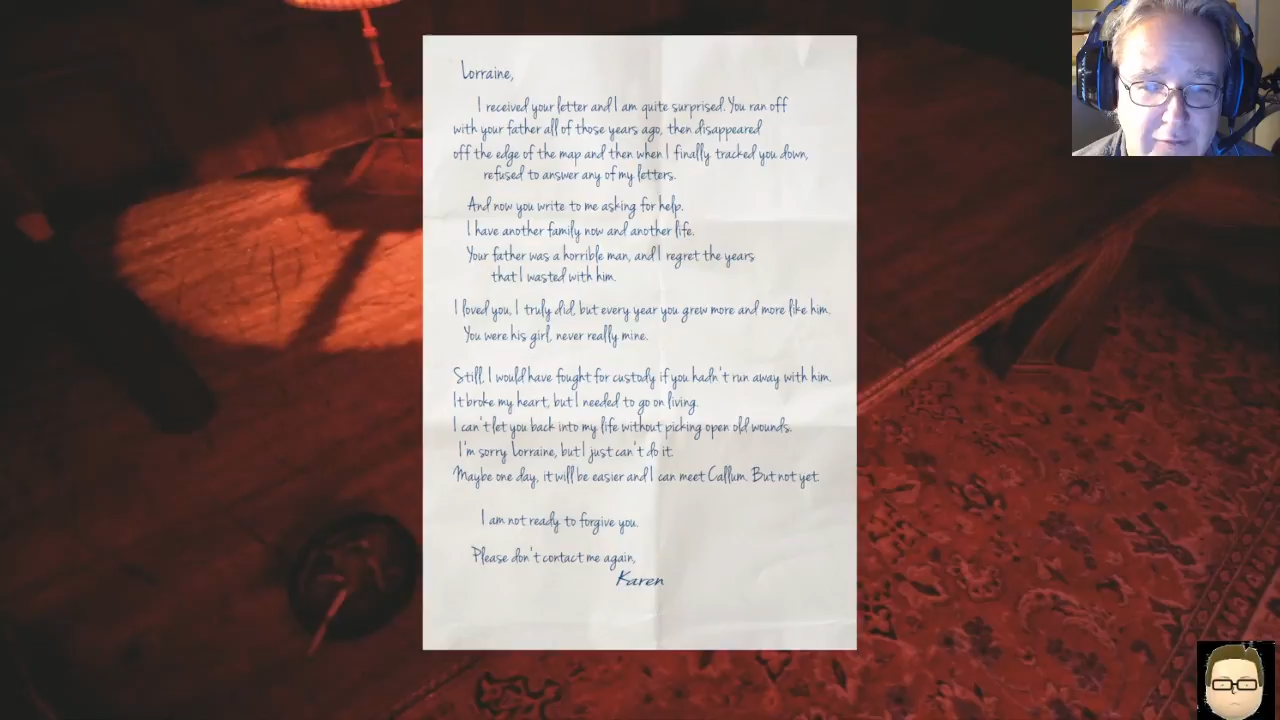 Lorraine,
I received your letter and I am quite surprised. You ran off
with your father all of those years ago, then disappeared
off the edge of the map and then when I finally tracked you down,
refused to answer any of my letters.
And now you write to me asking for help.
I have another family now and another life.
Your father was a horrible man, and I regret the years
that I wasted with him.
I loved you, I truly did, but every year you grew more and more like him.
You were his girl, never really mine.
Still, I would have fought for custody if you hadn't run away with him.
It broke my heart, but I needed to go on living.
I can't let you back into my life without picking open old wounds.
I'm sorry Lorraine, but I just can't do it.
Maybe one day, it will be easier and I can meet Callum. But not yet.
I am not ready to forgive you.
Please don't contact me again,
Karen